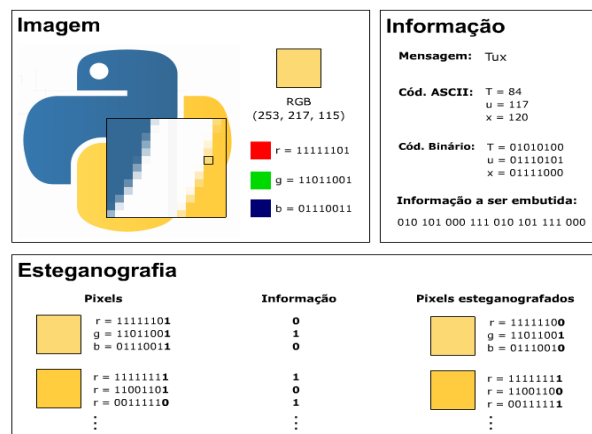 Imagem
RGB
(253, 217, 115)
r = 11111101
g = 11011001
b = 01110011
Informação
Mensagem: Tux
Cód. ASCII: T = 84
u = 117
x = 120
Cód. Binário: T = 01010100
u = 01110101
x = 01111000
Informação a ser embutida:
010 101 000 111 010 101 111 000
Esteganografia
Pixels Informação Pixels esteganografados
r = 11111101 0 r = 11111100
g = 11011001 1 g = 11011001
b = 01110011 0 b = 01110010
r = 11111111 1 r = 11111111
r = 11001101 0 r = 11001100
r = 00111110 1 r = 00111111